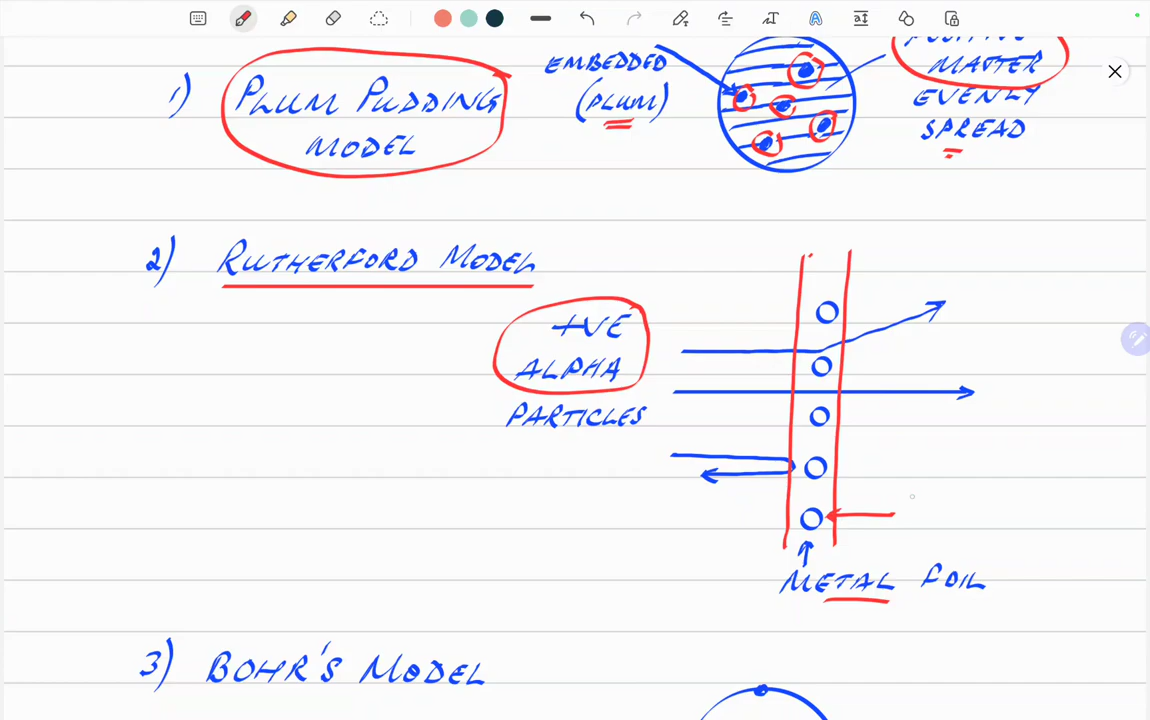 EMBEDDED
(PLUM)
MATTER
EVENLY
SPREAD
1) PLUM PUDDING
MODEL
2) RUTHERFORD MODEL
+VE
ALPHA
PARTICLES
METAL FOIL
3) BOHR'S MODEL